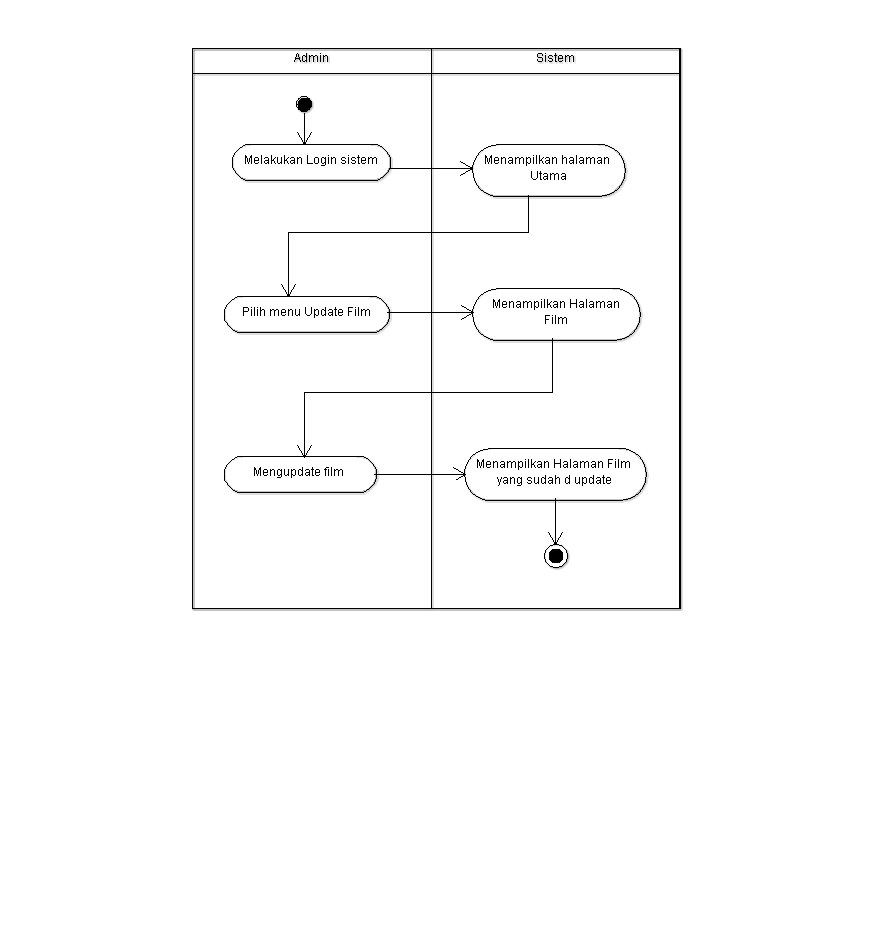 Admin
Sistem
Melakukan Login sistem
Menampilkan halaman
Utama
Pilih menu Update Film
Menampilkan Halaman
Film
Mengupdate film
Menampilkan Halaman Film
yang sudah d update